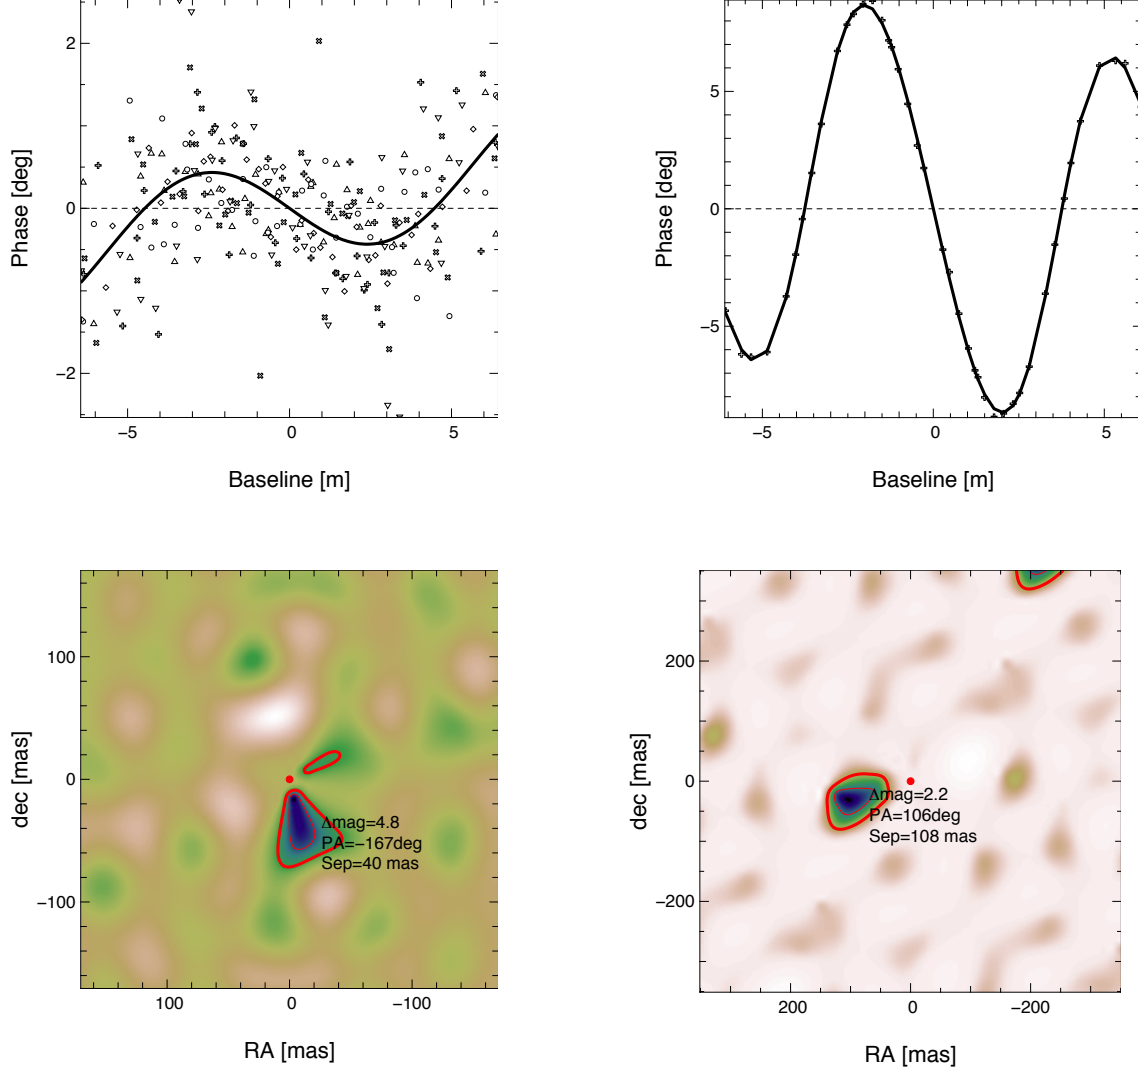 2
0
−2
Phase [deg]
−5
0
5
Baseline [m]
5
0
−5
Phase [deg]
−5
0
5
Baseline [m]
100
0
−100
dec [mas]
Δmag=4.8
PA=−167deg
Sep=40 mas
100
0
−100
RA [mas]
200
0
−200
dec [mas]
Δmag=2.2
PA=106deg
Sep=108 mas
200
0
−200
RA [mas]